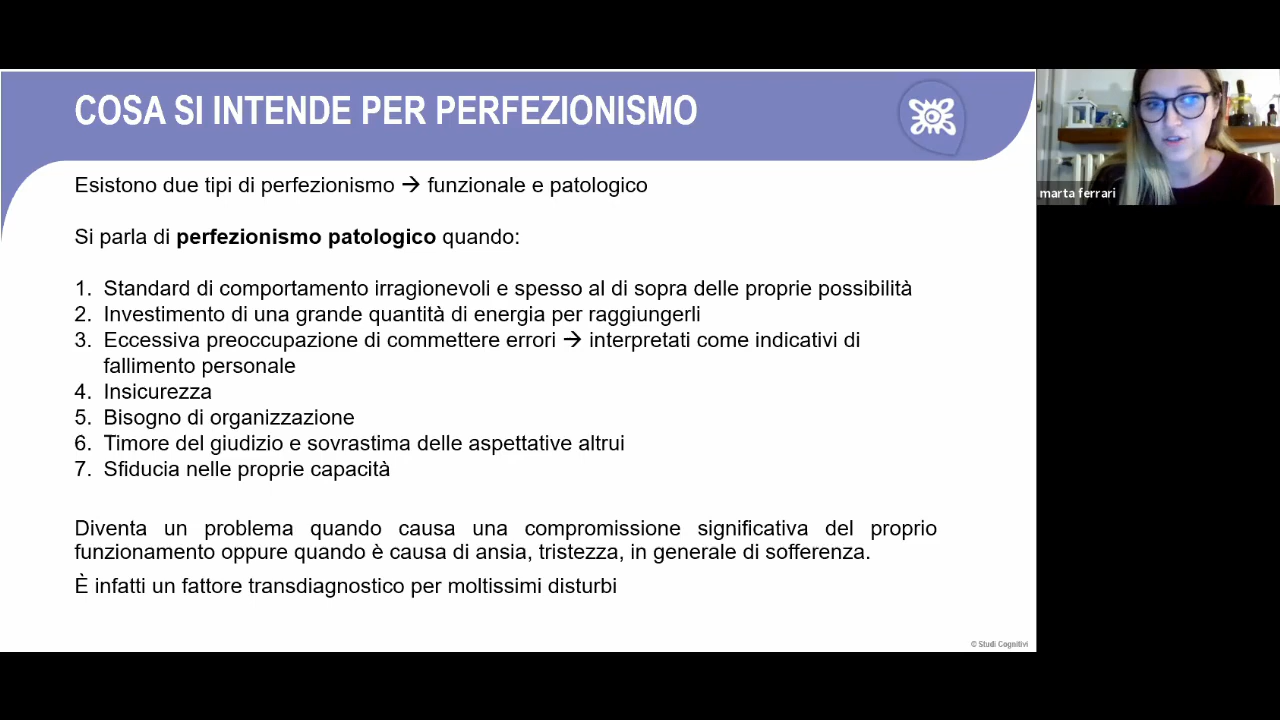 COSA SI INTENDE PER PERFEZIONISMO
Esistono due tipi di perfezionismo → funzionale e patologico
Si parla di perfezionismo patologico quando:
1. Standard di comportamento irragionevoli e spesso al di sopra delle proprie possibilità
2. Investimento di una grande quantità di energia per raggiungerli
3. Eccessiva preoccupazione di commettere errori → interpretati come indicativi di
fallimento personale
4. Insicurezza
5. Bisogno di organizzazione
6. Timore del giudizio e sovrastima delle aspettative altrui
7. Sfiducia nelle proprie capacità
Diventa un problema quando causa una compromissione significativa del proprio
funzionamento oppure quando è causa di ansia, tristezza, in generale di sofferenza.
È infatti un fattore transdiagnostico per moltissimi disturbi
© Studi Cognitivi
marta ferrari